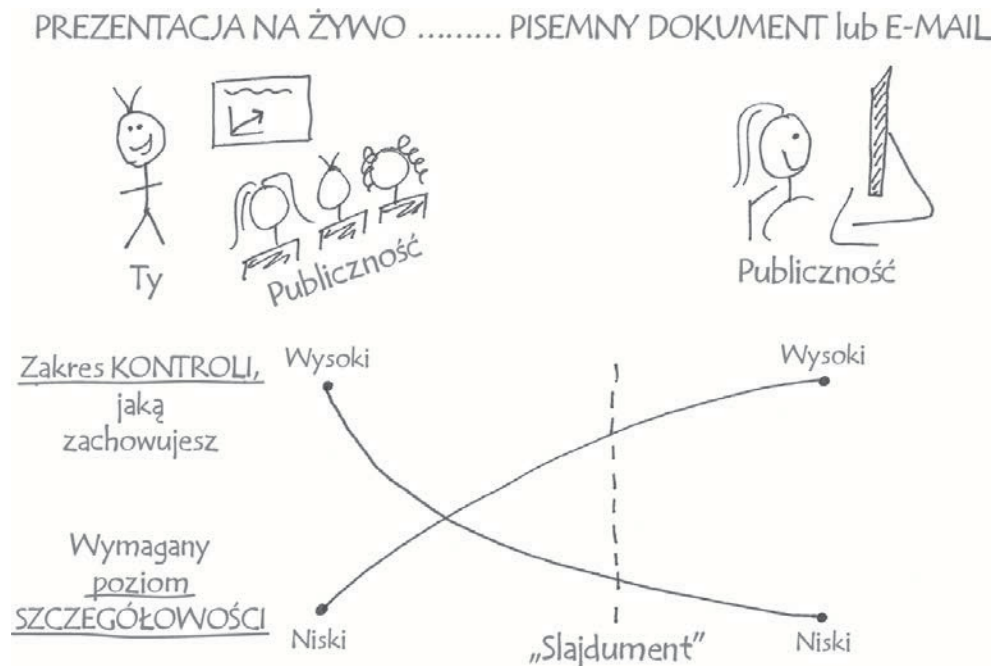 PREZENTACJA NA ŻYWO ......... PISEMNY DOKUMENT lub E-MAIL
Ty
Publiczność
Publiczność
Zakres KONTROLI,
jaką
zachowujesz
Wysoki
Wysoki
Wymagany
poziom
SZCZEGÓŁOWOŚCI
Niski
„Slajdument”
Niski